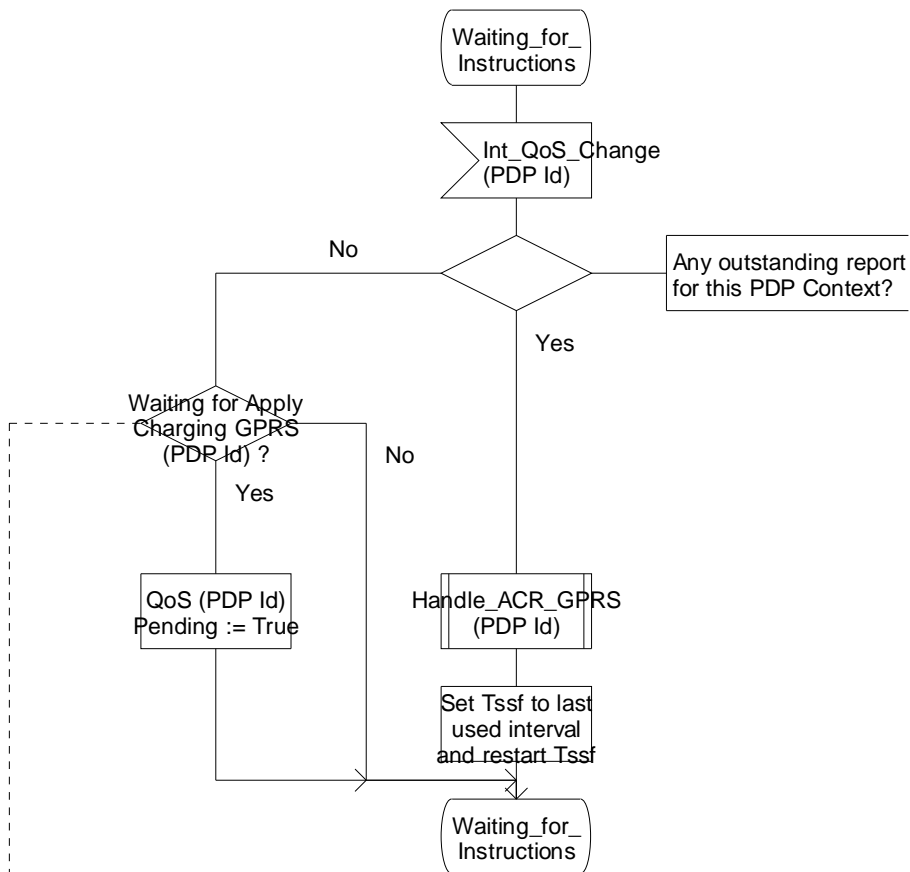 Waiting_for_
Instructions
Int_QoS_Change
(PDP Id)
No
Any outstanding report
for this PDP Context?
Yes
Waiting for Apply
Charging GPRS
(PDP Id) ?
No
Yes
QoS (PDP Id)
Pending := True
Handle_ACR_GPRS
(PDP Id)
Set Tssf to last
used interval
and restart Tssf
Waiting_for_
Instructions